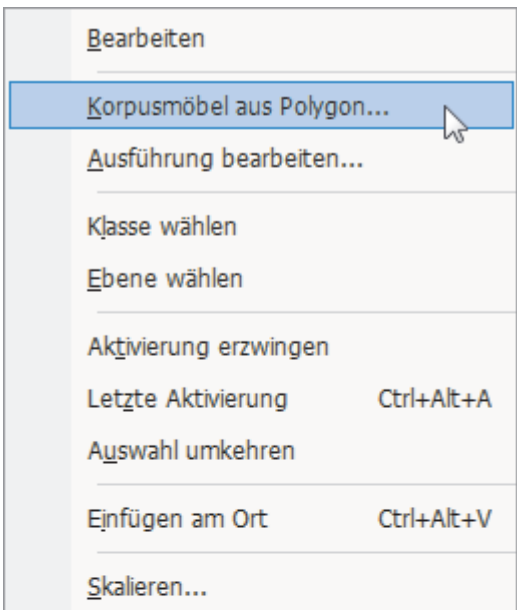 Bearbeiten
Korpusmöbel aus Polygon...
Ausführung bearbeiten...
Klasse wählen
Ebene wählen
Aktivierung erzwingen
Letzte Aktivierung Ctrl+Alt+A
Auswahl umkehren
Einfügen am Ort Ctrl+Alt+V
Skalieren...